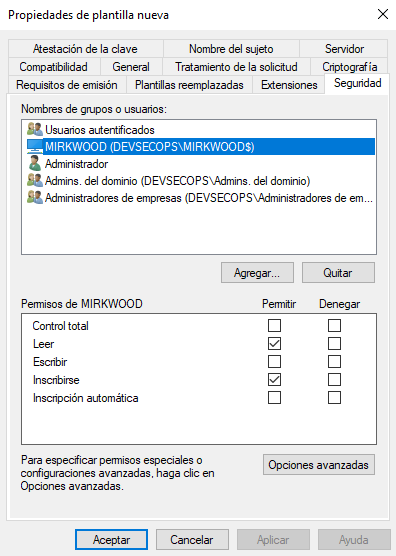 Propiedades de plantilla nueva
Atestación de la clave Nombre del sujeto Servidor
Compatibilidad General Tratamiento de la solicitud Criptografía
Requisitos de emisión Plantillas reemplazadas Extensiones Seguridad
Nombres de grupos o usuarios:
Usuarios autentificados
MIRKWOOD (DEVSECOPS\MIRKWOOD$)
Administrador
Admins. del dominio (DEVSECOPS\Admins. del dominio)
Administradores de empresas (DEVSECOPS\Administradores de em...
Agregar... Quitar
Permisos de MIRKWOOD Permitir Denegar
Control total
Leer
Escribir
Inscribirse
Inscripción automática
Para especificar permisos especiales o
configuraciones avanzadas, haga clic en
Opciones avanzadas.
Opciones avanzadas
Aceptar Cancelar Aplicar Ayuda